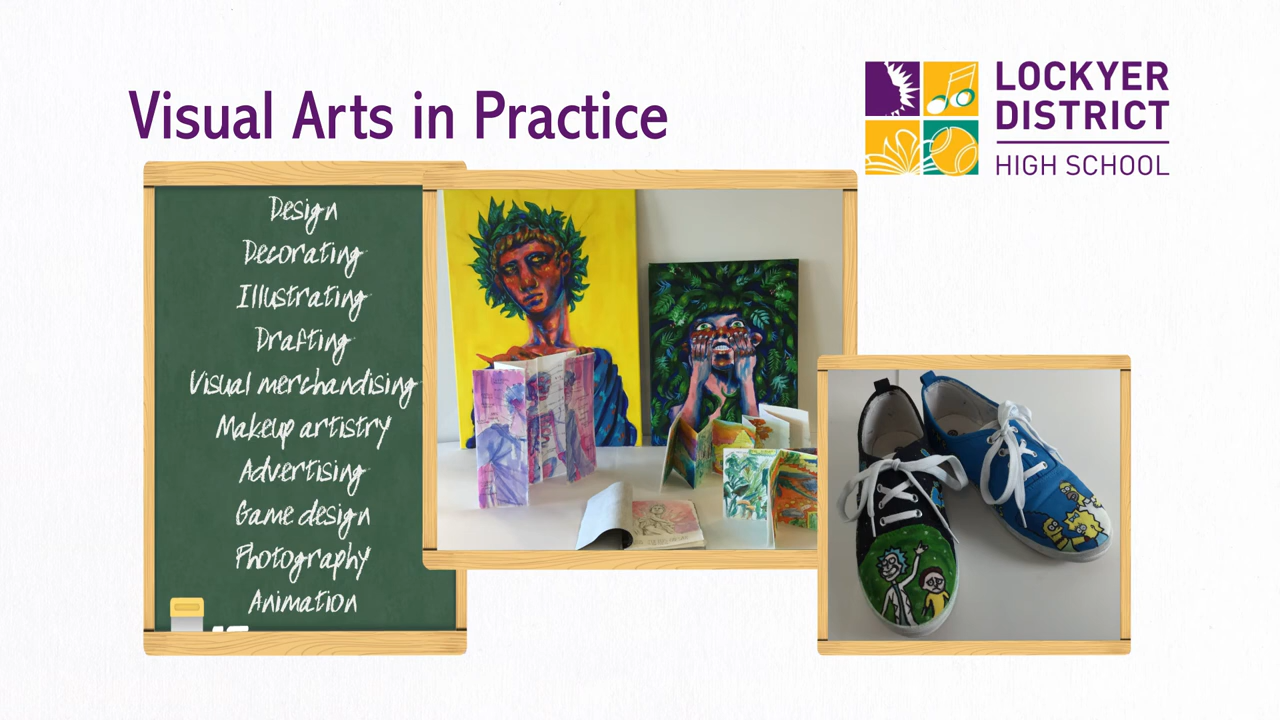 Visual Arts in Practice
LOCKYER
DISTRICT
HIGH SCHOOL
Design
Decorating
Illustrating
Drafting
Visual merchandising
Makeup artistry
Advertising
Game design
Photography
Animation